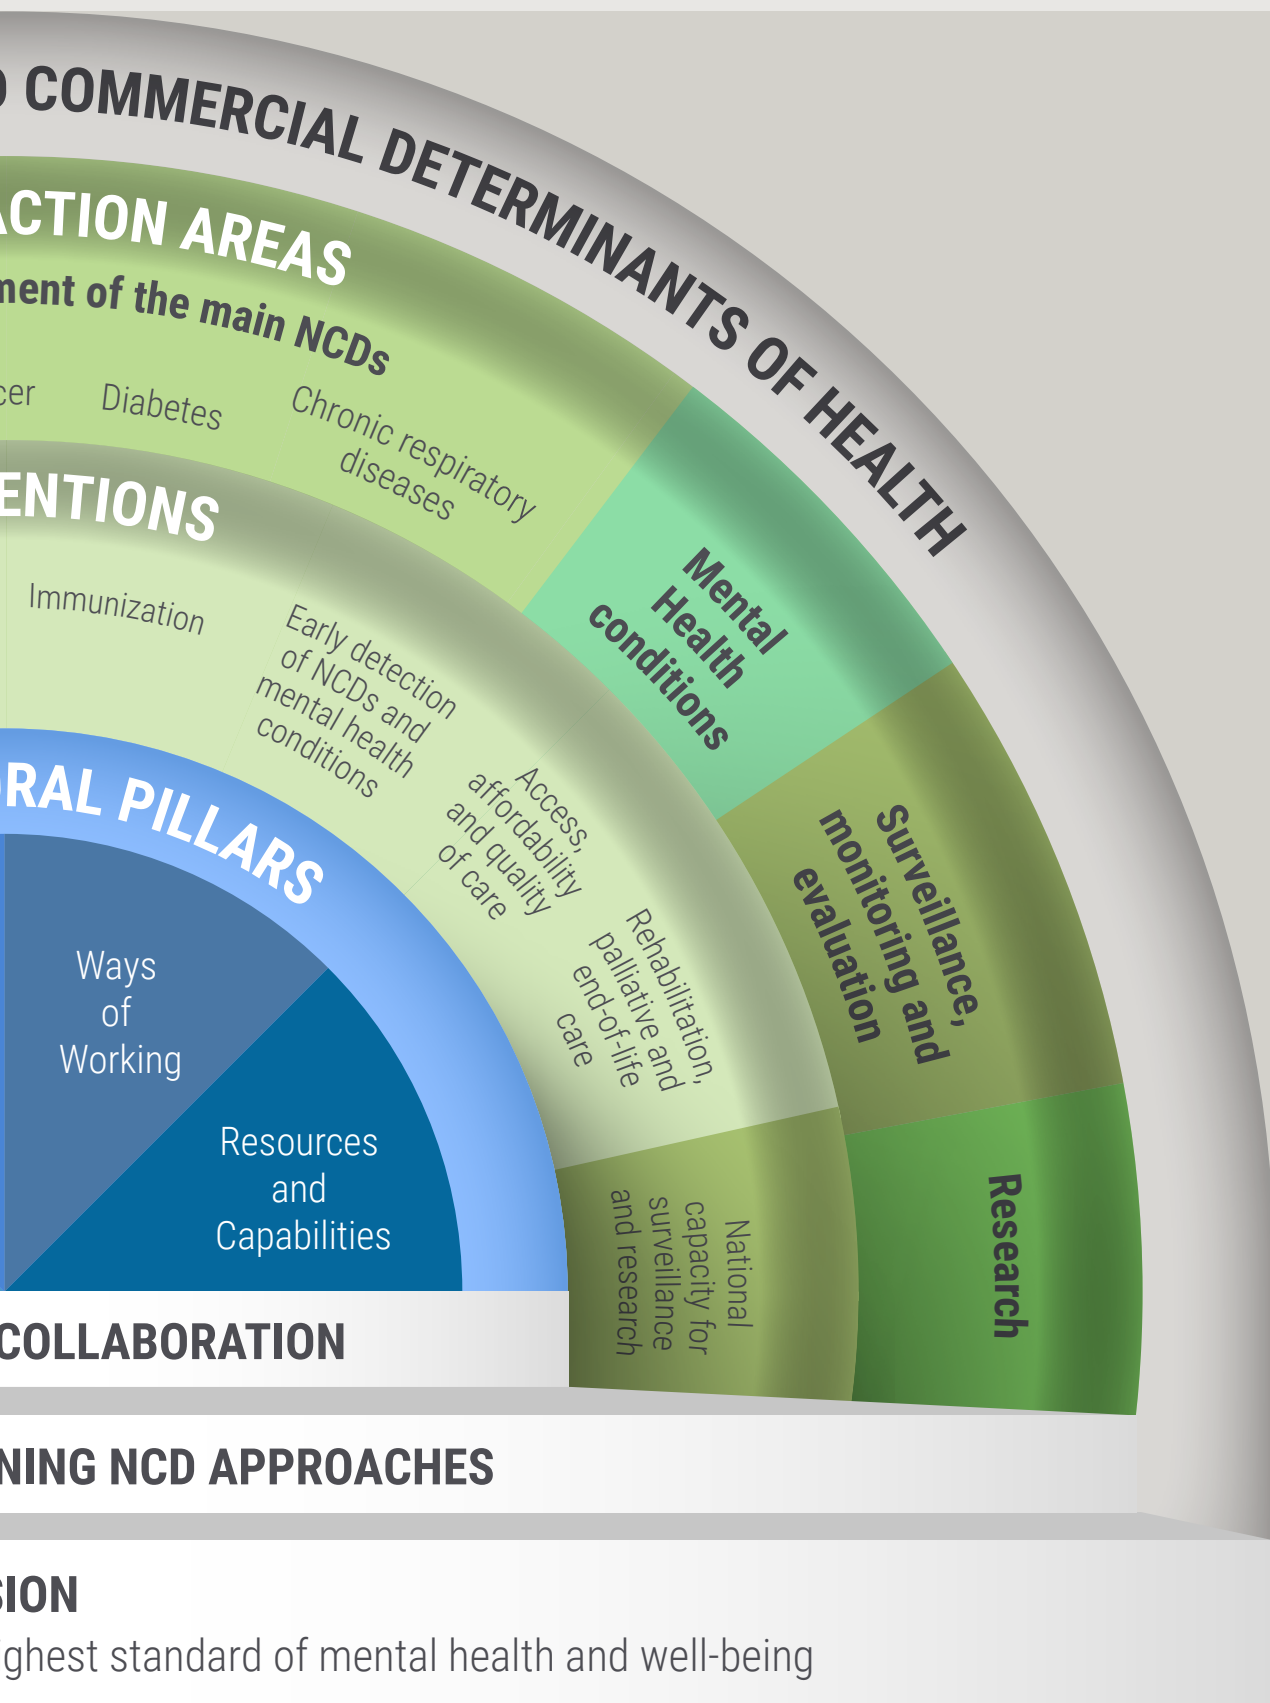 COMMERCIAL DETERMINANTS OF HEALTH
ACTION AREAS
ment of the main NCDs
cer
Diabetes
Chronic respiratory
diseases
Mental
Health
conditions
Surveillance,
monitoring and
evaluation
Research
ENTIONS
Immunization
Early detection
of NCDs and
mental health
conditions
Access,
affordability
and quality
of care
Rehabilitation,
palliative and
end-of-life
care
National
capacity for
surveillance
and research
RAL PILLARS
Ways
of
Working
Resources
and
Capabilities
COLLABORATION
NING NCD APPROACHES
SION
ghest standard of mental health and well-being